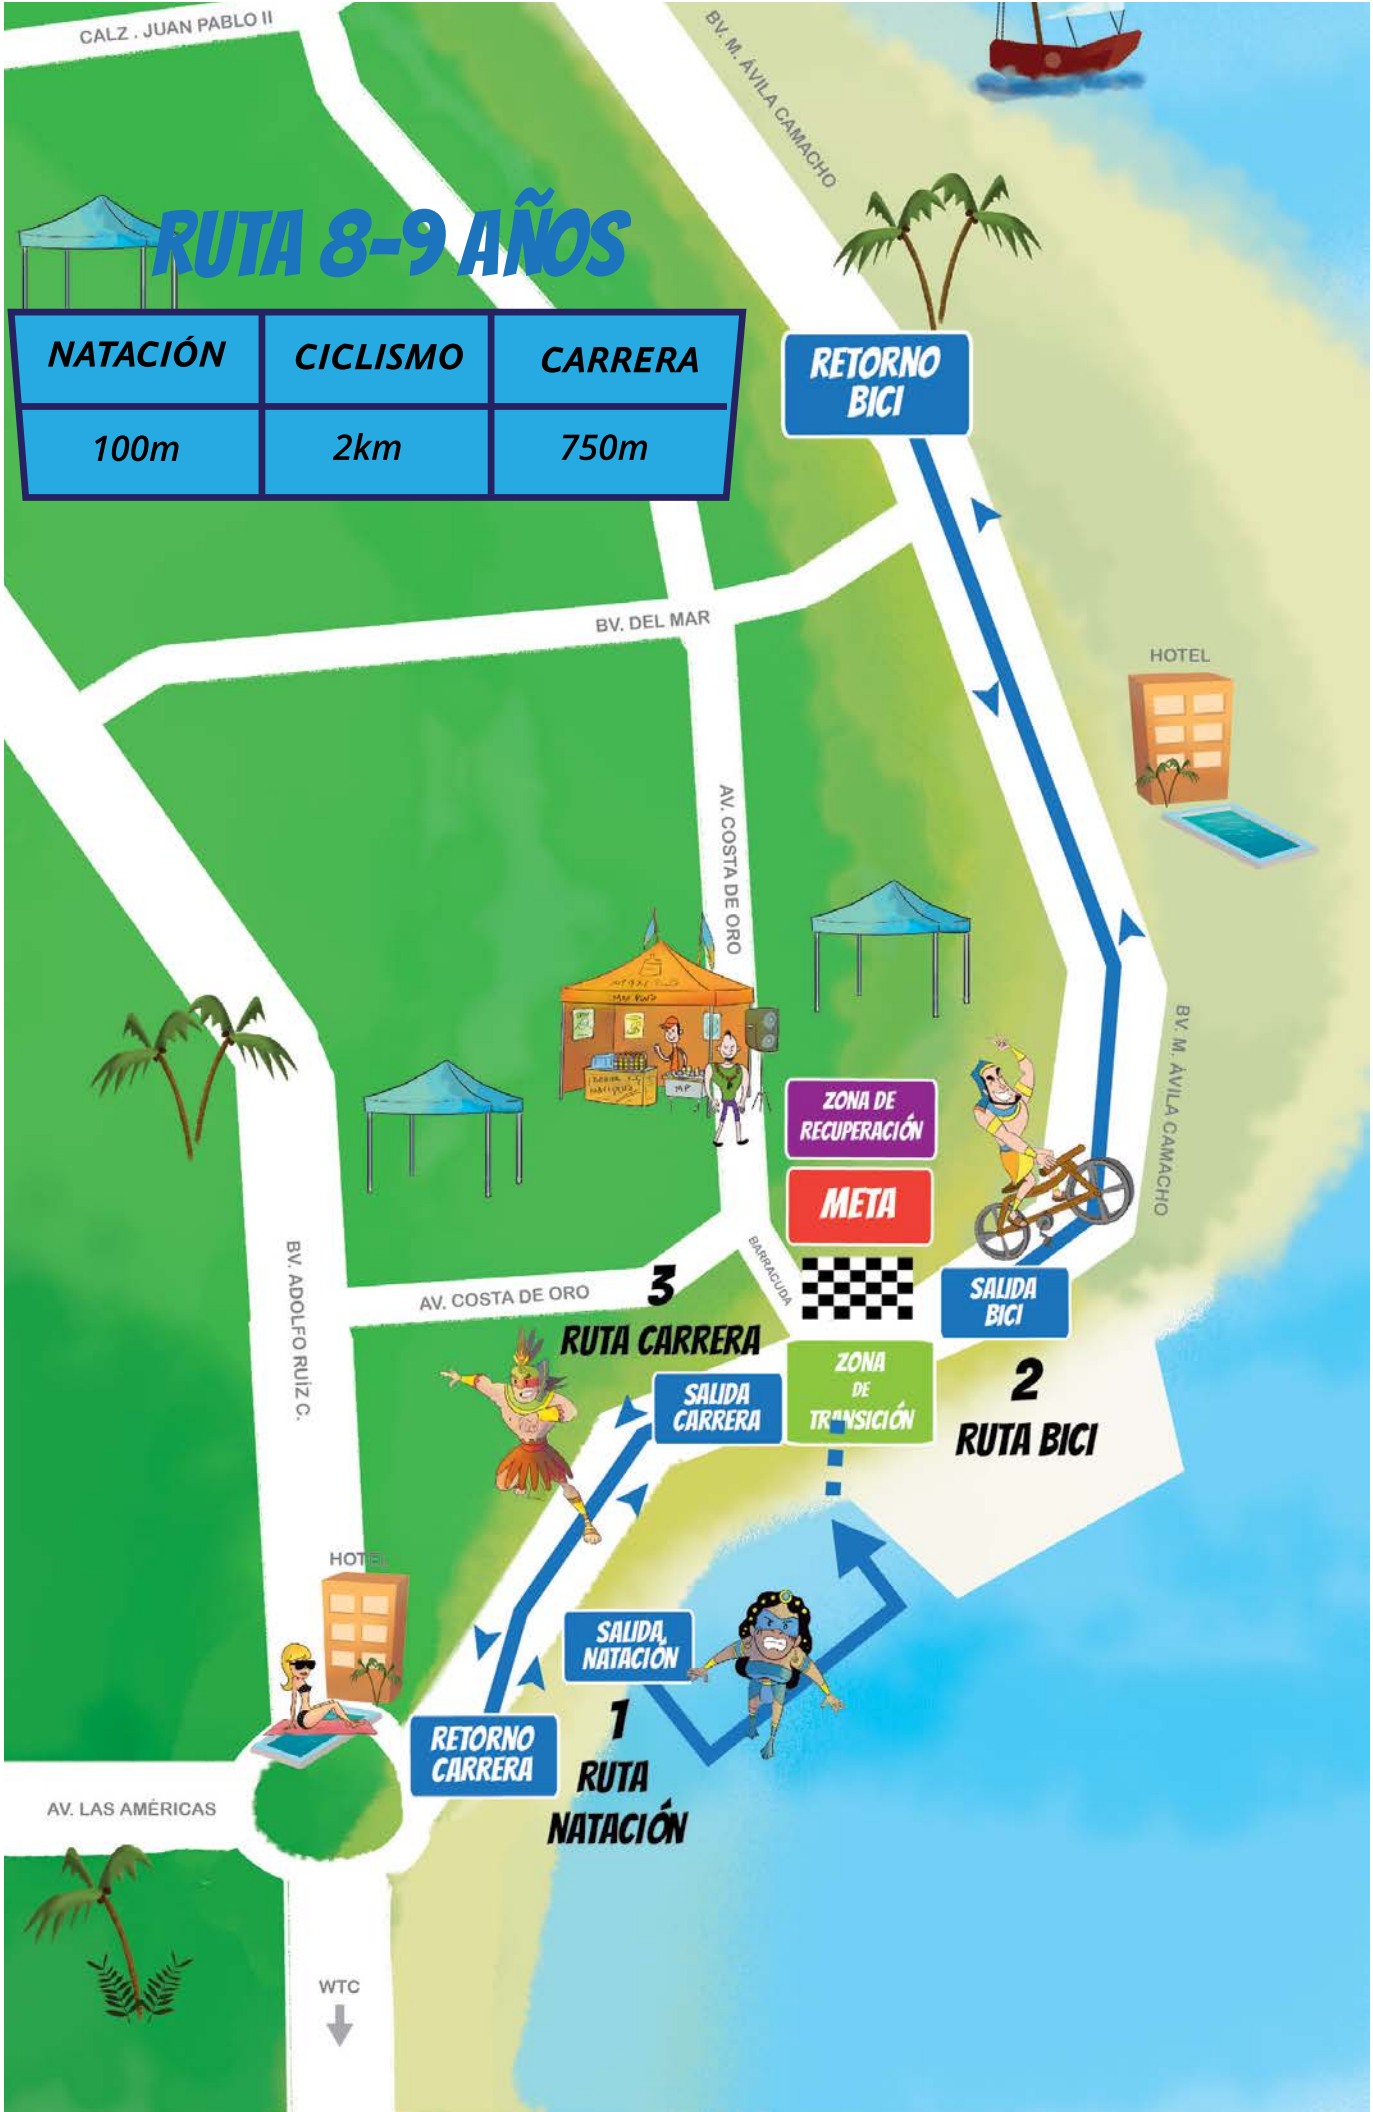 CALZ . JUAN PABLO II
BV. M. ÁVILA CAMACHO
RUTA 8-9 AÑOS
NATACIÓN CICLISMO CARRERA
100m 2km 750m
RETORNO
BICI
BV. DEL MAR
HOTEL
AV. COSTA DE ORO
BV. M. ÁVILA CAMACHO
MP
ZONA DE
RECUPERACIÓN
META
BARRACUDA
BV. ADOLFO RUÍZ C.
AV. COSTA DE ORO
3
RUTA CARRERA
SALIDA
BICI
SALIDA
CARRERA
ZONA
DE
TRANSICIÓN
2
RUTA BICI
HOTEL
SALIDA
NATACIÓN
1
RUTA
NATACIÓN
RETORNO
CARRERA
AV. LAS AMÉRICAS
WTC